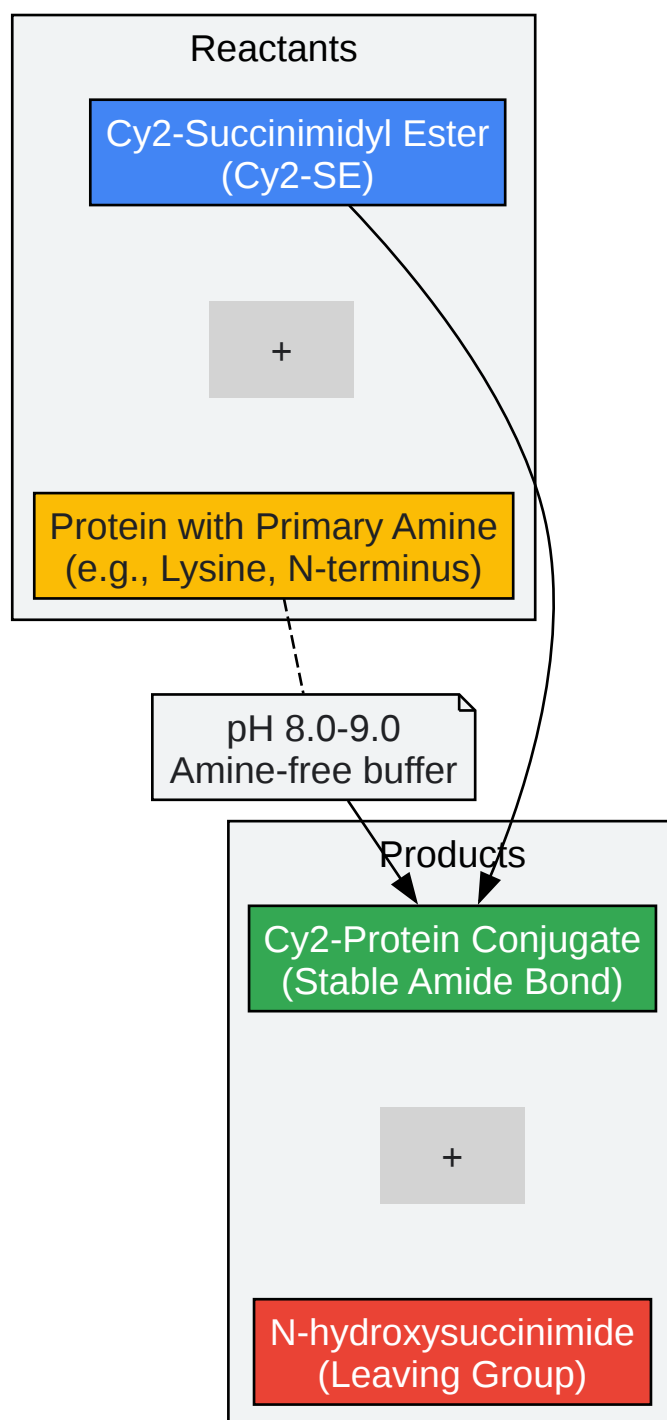 Reactants
Cy2-Succinimidyl Ester
(Cy2-SE)
+
Protein with Primary Amine
(e.g., Lysine, N-terminus)
pH 8.0-9.0
Amine-free buffer
Products
Cy2-Protein Conjugate
(Stable Amide Bond)
+
N-hydroxysuccinimide
(Leaving Group)